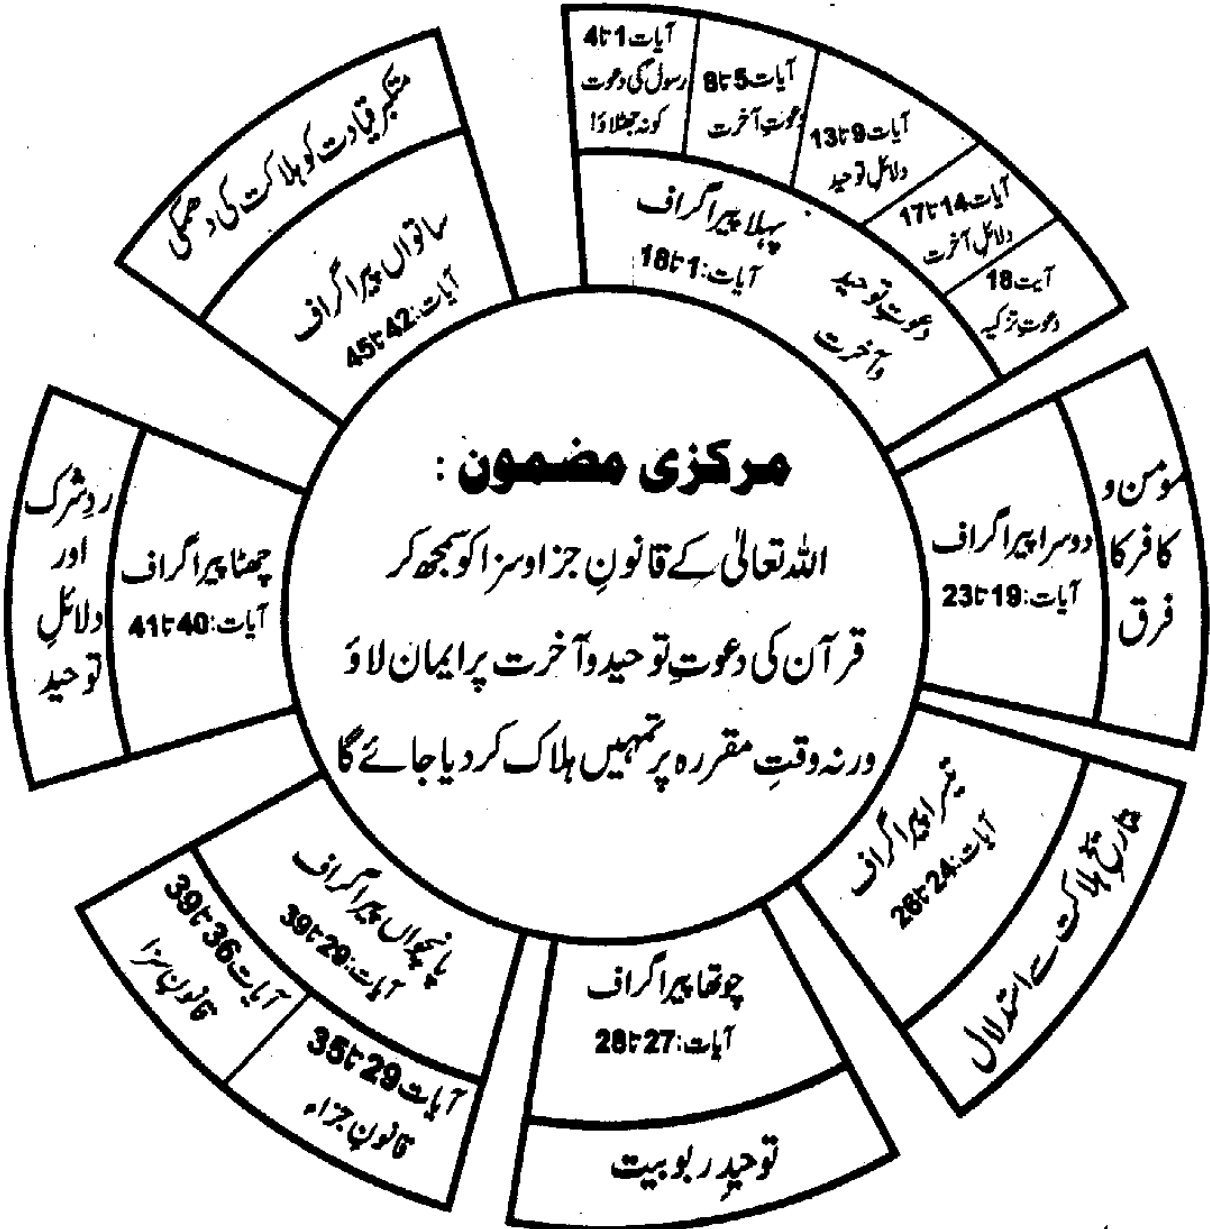 مرکزی مضمون :
اللہ تعالیٰ کے قانونِ جزا و سزا کو سمجھ کر
قرآن کی دعوتِ توحید و آخرت پر ایمان لاؤ
ورنہ وقتِ مقررہ پر تمہیں ہلاک کر دیا جائے گا
پہلا پیراگراف
آیات:1 تا 18
دعوتِ توحید
و آخرت
آیات 1 تا 4
رسولؐ کی دعوت
کو نہ جھٹلاؤ!
آیات 5 تا 8
دعوتِ آخرت
آیات 9 تا 13
دلائلِ توحید
آیات 14 تا 17
دلائلِ آخرت
آیت 18
دعوتِ تزکیہ
دوسرا پیراگراف
آیات:19 تا 23
مومن و
کافر کا
فرق
تیسرا پیراگراف
آیات:24 تا 26
تاریخِ ہلاکت سے استدلال
چوتھا پیراگراف
آیات:27 تا 28
توحیدِ ربوبیت
پانچواں پیراگراف
آیات:29 تا 39
آیات 29 تا 35
قانونِ جزاء
آیات 36 تا 39
قانونِ سزا
چھٹا پیراگراف
آیات:40 تا 41
ردِ شرک
اور
دلائلِ
توحید
ساتواں پیراگراف
آیات:42 تا 45
متکبر قیادت کو ہلاکت کی دھمکی